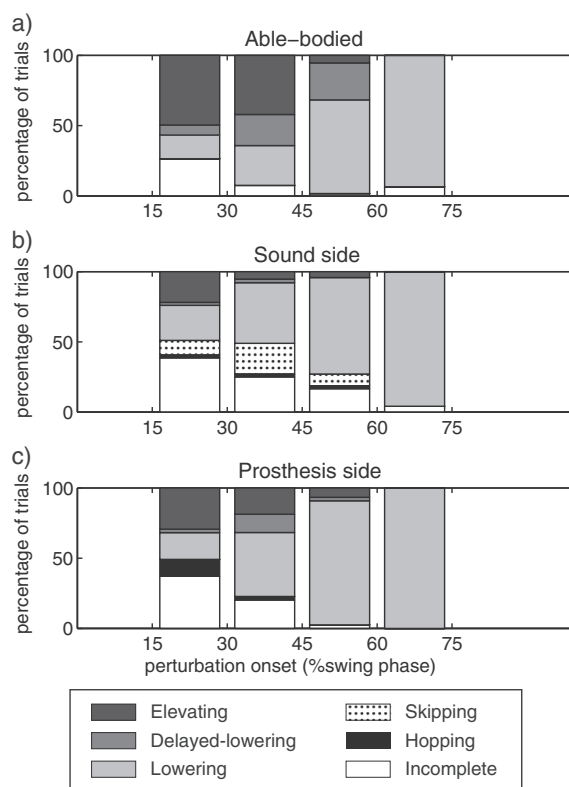 a)
Able–bodied
percentage of trials
100
50
0
15 30 45 60 75
b)
Sound side
percentage of trials
100
50
0
15 30 45 60 75
c)
Prosthesis side
percentage of trials
100
50
0
15 30 45 60 75
perturbation onset (%swing phase)
Elevating
Delayed-lowering
Lowering
Skipping
Hopping
Incomplete